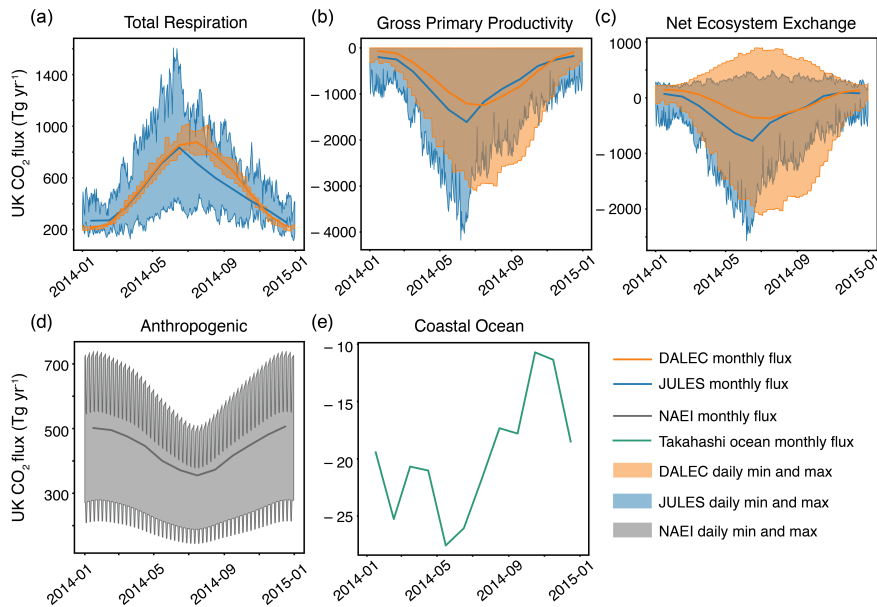 (a) Total Respiration
UK CO2 flux (Tg yr−1)
1400
1000
600
200
2014-01
2014-05
2014-09
2015-01
(b) Gross Primary Productivity
0
− 1000
− 2000
− 3000
− 4000
2014-01
2014-05
2014-09
2015-01
(c) Net Ecosystem Exchange
1000
0
− 1000
− 2000
2014-01
2014-05
2014-09
2015-01
(d) Anthropogenic
UK CO2 flux (Tg yr−1)
700
500
300
2014-01
2014-05
2014-09
2015-01
(e) Coastal Ocean
− 10
− 15
− 20
− 25
2014-01
2014-05
2014-09
2015-01
DALEC monthly flux
JULES monthly flux
NAEI monthly flux
Takahashi ocean monthly flux
DALEC daily min and max
JULES daily min and max
NAEI daily min and max